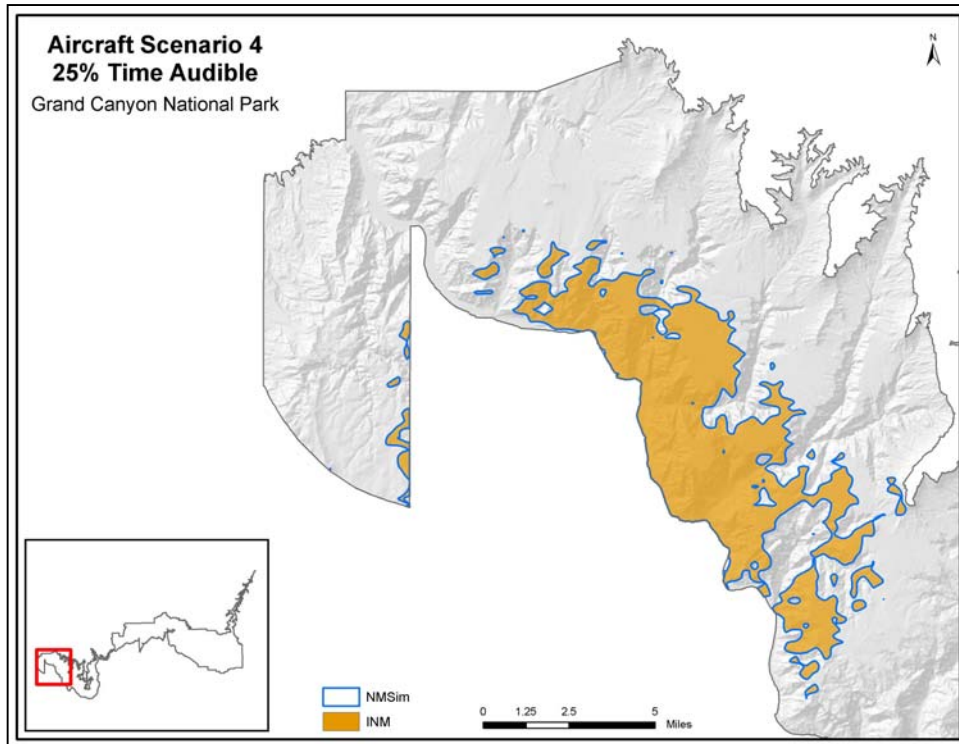 Aircraft Scenario 4
25% Time Audible
Grand Canyon National Park
N
NMSim
INM
0 1.25 2.5 5
Miles